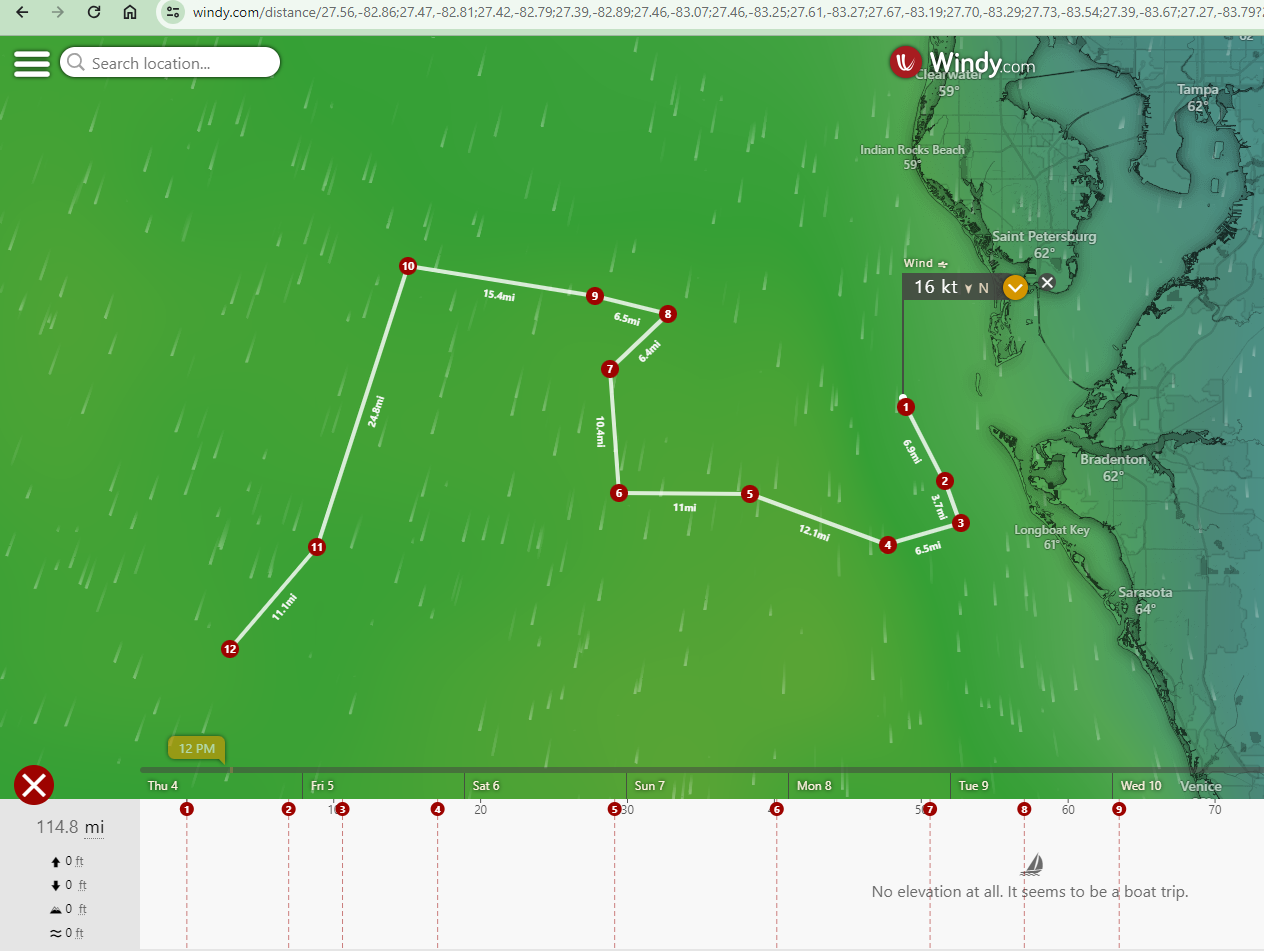 windy.com/distance/27.56,-82.86;27.47,-82.81;27.42,-82.79;27.39,-82.89;27.46,-83.07;27.46,-83.25;27.61,-83.27;27.67,-83.19;27.70,-83.29;27.73,-83.54;27.39,-83.67;27.27,-83.79?
62°
Search location...
Windy.com
Clearwater
59°
Tampa
62°
Indian Rocks Beach
59°
Saint Petersburg
62°
Wind
16 kt N
10
15.4mi
9
6.5mi
8
6.4mi
7
24.8mi
10.4mi
1
6.9mi
2
3.7mi
3
6
11mi
5
12.1mi
4
6.5mi
11
11.1mi
12
Bradenton
62°
Longboat Key
61°
Sarasota
64°
Venice
12 PM
Thu 4
Fri 5
Sat 6
Sun 7
Mon 8
Tue 9
Wed 10
1 2 3 4 20 5 30 6 7 8 60 9 70
114.8 mi
0 ft
0 ft
0 ft
0 ft
No elevation at all. It seems to be a boat trip.